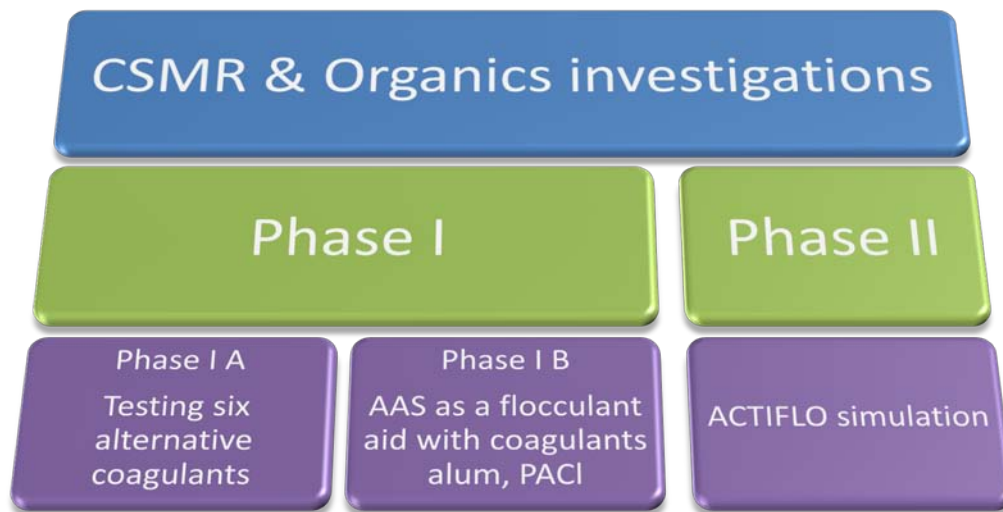 CSMR & Organics investigations
Phase I
Phase II
Phase I A
Testing six
alternative
coagulants
Phase I B
AAS as a flocculant
aid with coagulants
alum, PACl
ACTIFLO simulation